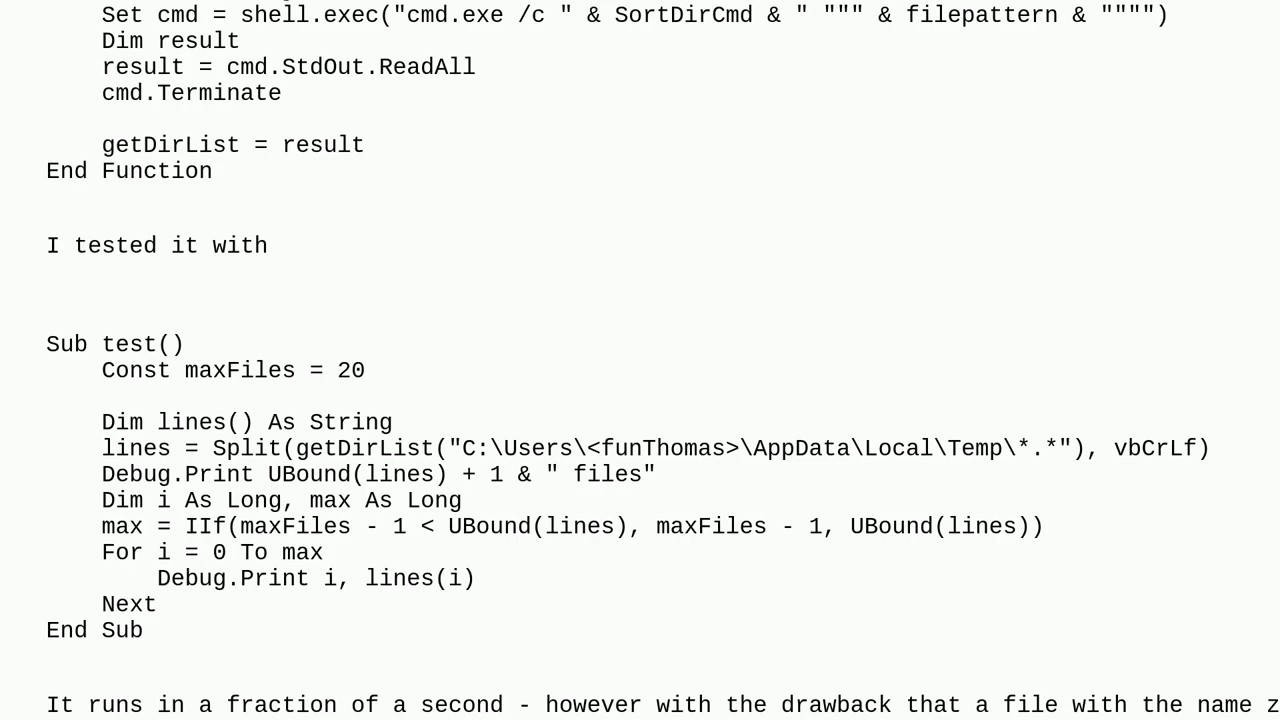 Set cmd = shell.exec("cmd.exe /c " & SortDirCmd & " """ & filepattern & """")
Dim result
result = cmd.StdOut.ReadAll
cmd.Terminate
getDirList = result
End Function
I tested it with
Sub test()
Const maxFiles = 20
Dim lines() As String
lines = Split(getDirList("C:\Users\<funThomas>\AppData\Local\Temp\*.*"), vbCrLf)
Debug.Print UBound(lines) + 1 & " files"
Dim i As Long, max As Long
max = IIf(maxFiles - 1 < UBound(lines), maxFiles - 1, UBound(lines))
For i = 0 To max
Debug.Print i, lines(i)
Next
End Sub
It runs in a fraction of a second - however with the drawback that a file with the name z